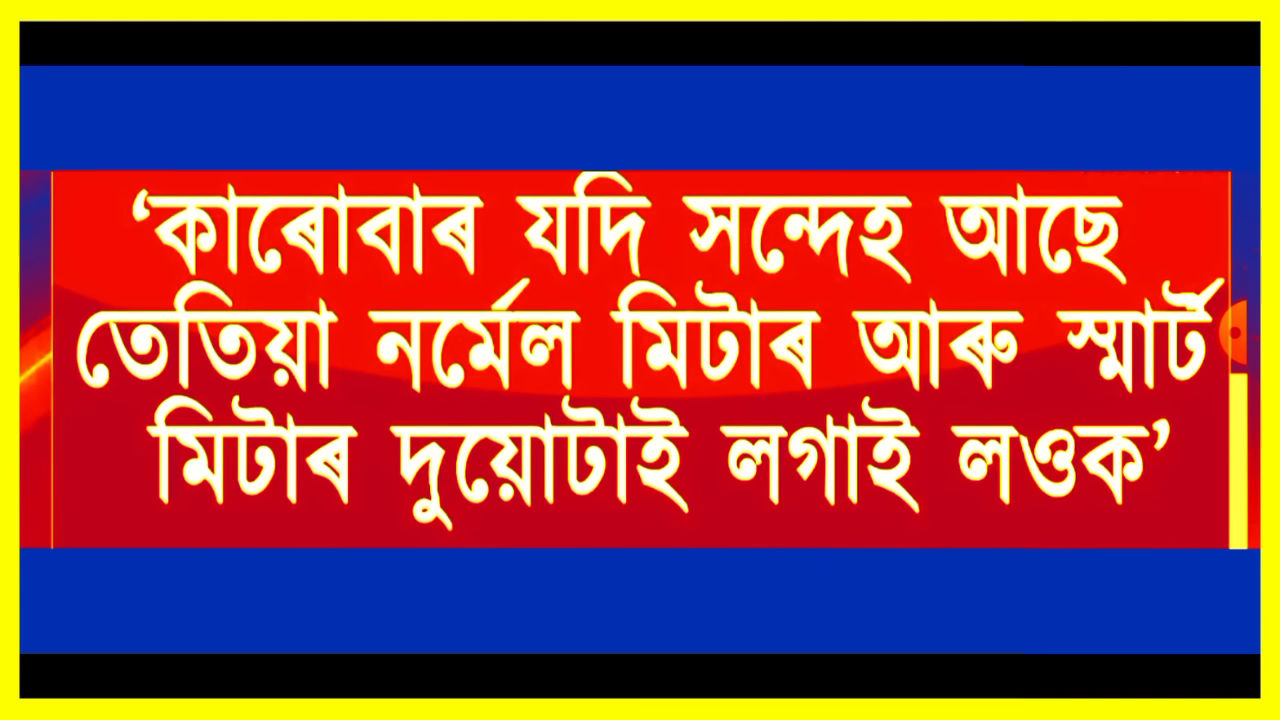 ‘কাৰোবাৰ যদি সন্দেহ আছে
তেতিয়া নৰ্মেল মিটাৰ আৰু স্মাৰ্ট
মিটাৰ দুয়োটাই লগাই লওক’